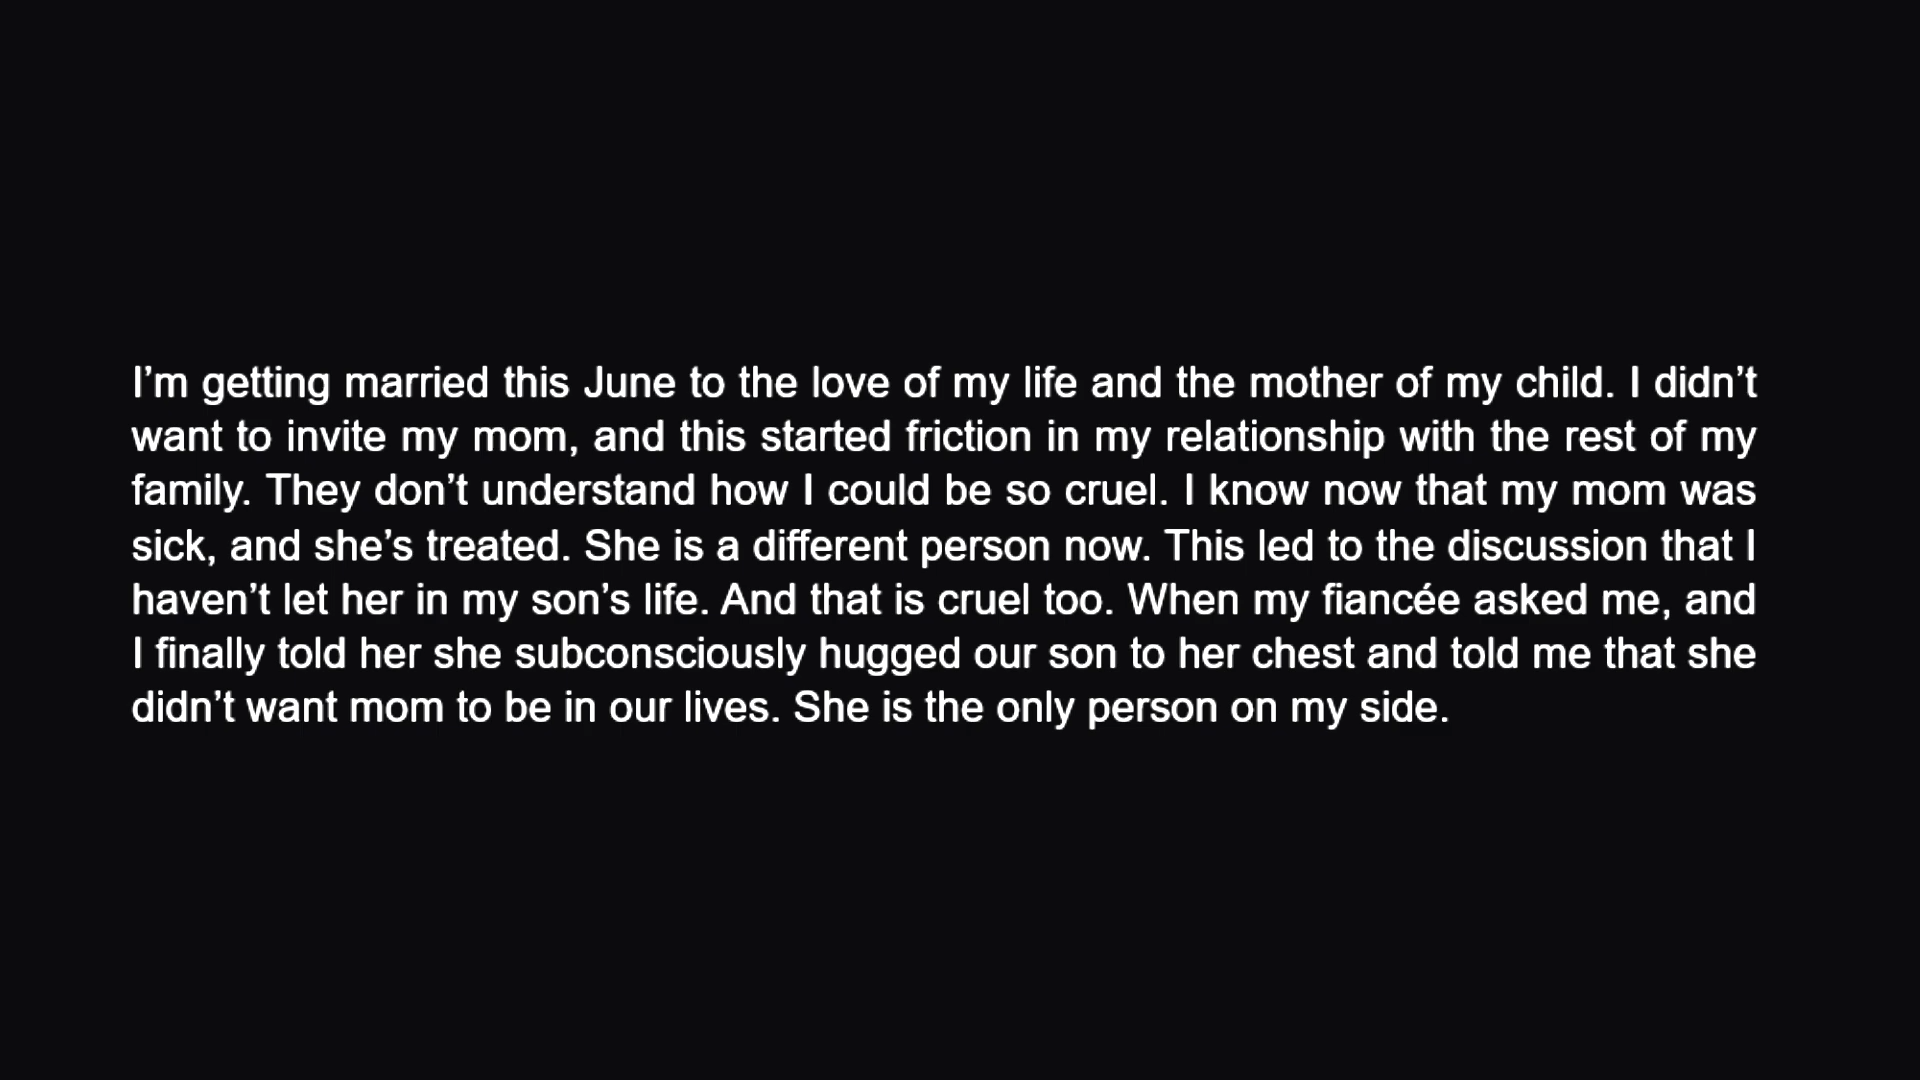 I’m getting married this June to the love of my life and the mother of my child. I didn’t
want to invite my mom, and this started friction in my relationship with the rest of my
family. They don’t understand how I could be so cruel. I know now that my mom was
sick, and she’s treated. She is a different person now. This led to the discussion that I
haven’t let her in my son’s life. And that is cruel too. When my fiancée asked me, and
I finally told her she subconsciously hugged our son to her chest and told me that she
didn’t want mom to be in our lives. She is the only person on my side.